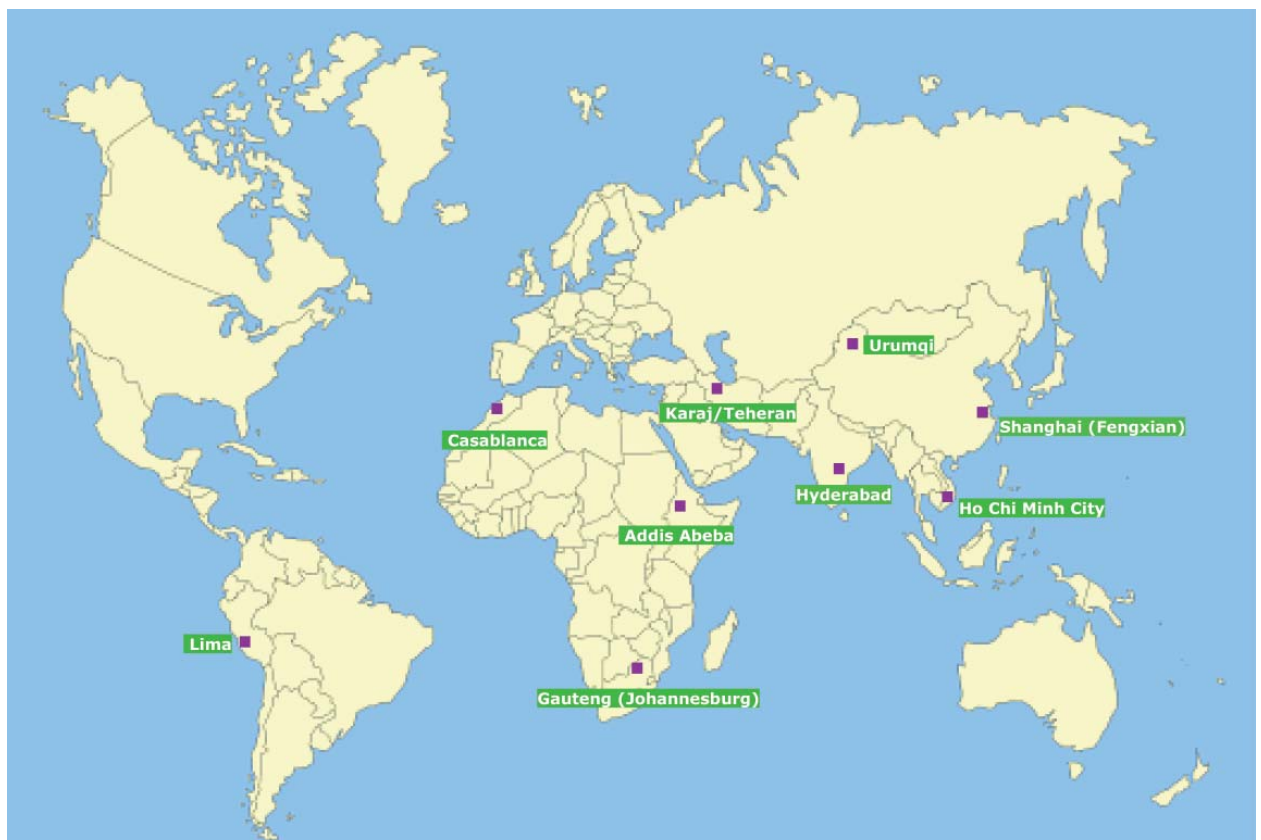 Urumqi
Karaj/Teheran
Shanghai (Fengxian)
Casablanca
Hyderabad
Ho Chi Minh City
Addis Abeba
Lima
Gauteng (Johannesburg)